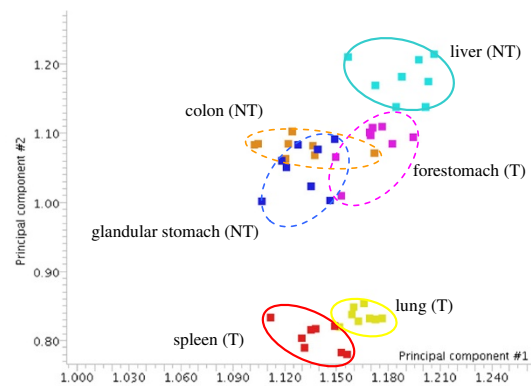 liver (NT)
1.20
colon (NT)
1.10
forestomach (T)
Principal component #2
1.00
glandular stomach (NT)
0.90
lung (T)
spleen (T)
0.80
Principal component #1
1.000 1.030 1.060 1.090 1.120 1.150 1.180 1.210 1.240